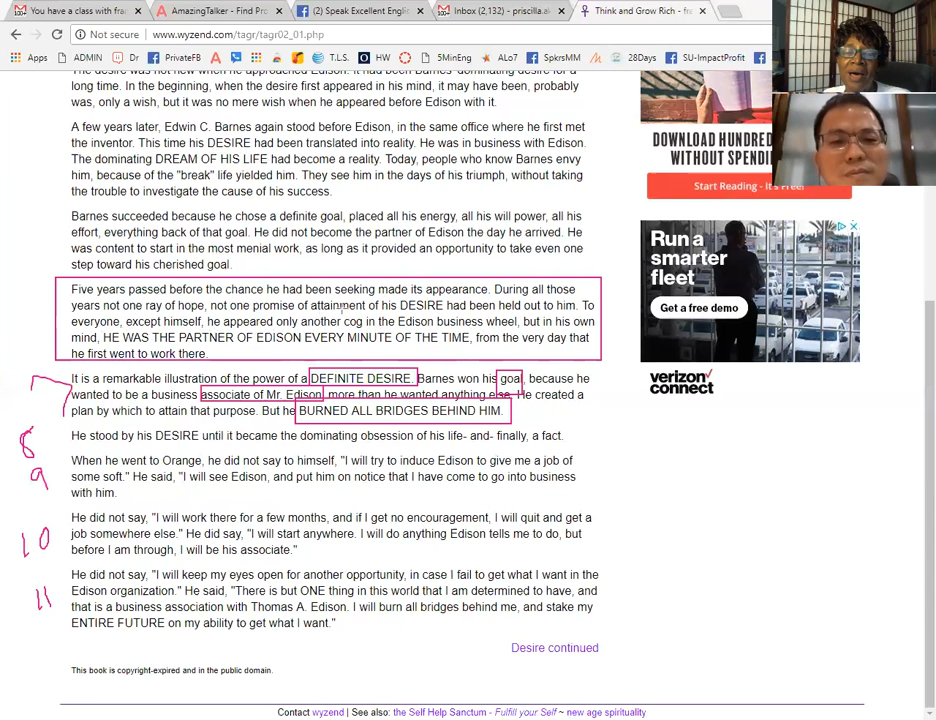 You have a class with fra
AmazingTalker - Find Pro
(2) Speak Excellent Engli
Inbox (2,132) - priscilla.al
Think and Grow Rich - fre
Not secure | www.wyzend.com/tagr/tagr02_01.php
Apps ADMIN Dr PrivateFB T.I.S. HW 5MinEng ALo7 SpkrsMM 28Days SU-ImpactProfit
The desire was not new when he approached Edison. It had been Barnes' dominating desire for a
long time. In the beginning, when the desire first appeared in his mind, it may have been, probably
was, only a wish, but it was no mere wish when he appeared before Edison with it.
A few years later, Edwin C. Barnes again stood before Edison, in the same office where he first met
the inventor. This time his DESIRE had been translated into reality. He was in business with Edison.
The dominating DREAM OF HIS LIFE had become a reality. Today, people who know Barnes envy
him, because of the "break" life yielded him. They see him in the days of his triumph, without taking
the trouble to investigate the cause of his success.
Barnes succeeded because he chose a definite goal, placed all his energy, all his will power, all his
effort, everything back of that goal. He did not become the partner of Edison the day he arrived. He
was content to start in the most menial work, as long as it provided an opportunity to take even one
step toward his cherished goal.
Five years passed before the chance he had been seeking made its appearance. During all those
years not one ray of hope, not one promise of attainment of his DESIRE had been held out to him. To
everyone, except himself, he appeared only another cog in the Edison business wheel, but in his own
mind, HE WAS THE PARTNER OF EDISON EVERY MINUTE OF THE TIME, from the very day that
he first went to work there.
7
It is a remarkable illustration of the power of a DEFINITE DESIRE. Barnes won his goal, because he
wanted to be a business associate of Mr. Edison, more than he wanted anything else. He created a
plan by which to attain that purpose. But he BURNED ALL BRIDGES BEHIND HIM.
8
He stood by his DESIRE until it became the dominating obsession of his life- and- finally, a fact.
9
When he went to Orange, he did not say to himself, "I will try to induce Edison to give me a job of
some soft." He said, "I will see Edison, and put him on notice that I have come to go into business
with him.
10
He did not say, "I will work there for a few months, and if I get no encouragement, I will quit and get a
job somewhere else." He did say, "I will start anywhere. I will do anything Edison tells me to do, but
before I am through, I will be his associate."
11
He did not say, "I will keep my eyes open for another opportunity, in case I fail to get what I want in the
Edison organization." He said, "There is but ONE thing in this world that I am determined to have, and
that is a business association with Thomas A. Edison. I will burn all bridges behind me, and stake my
ENTIRE FUTURE on my ability to get what I want."
Desire continued
This book is copyright-expired and in the public domain.
Contact wyzend | See also: the Self Help Sanctum - Fulfill your Self ~ new age spirituality
DOWNLOAD HUNDRED
WITHOUT SPENDI
Start Reading - It's Free!
Run a
smarter
fleet
Get a free demo
verizon
connect